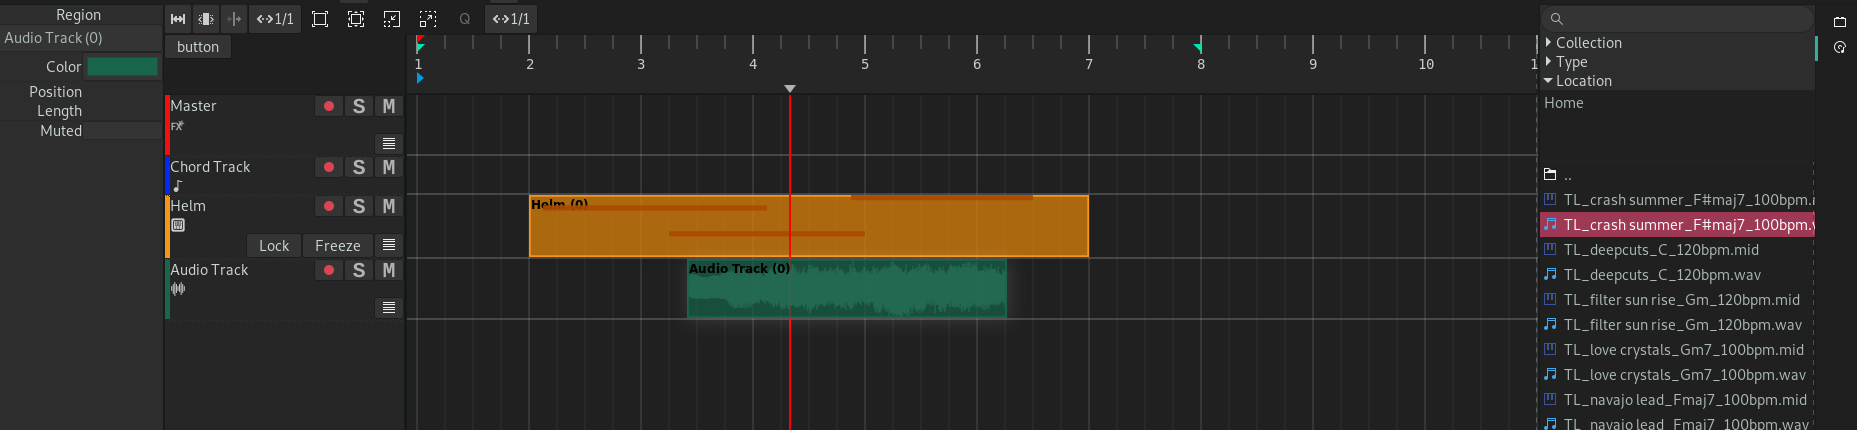 Region
Audio Track (0)
Color
Position
Length
Muted
1/1
Q
1/1
button
1 2 3 4 5 6 7 8 9 10
Master
S M
FX
Chord Track
S M
Helm
S M
Lock Freeze
Audio Track
S M
Helm (0)
Audio Track (0)
Collection
Type
Location
Home
..
TL_crash summer_F#maj7_100bpm.
TL_crash summer_F#maj7_100bpm.
TL_deepcuts_C_120bpm.mid
TL_deepcuts_C_120bpm.wav
TL_filter sun rise_Gm_120bpm.mid
TL_filter sun rise_Gm_120bpm.wav
TL_love crystals_Gm7_100bpm.mid
TL_love crystals_Gm7_100bpm.wav
TL_navajo lead_Fmaj7_100bpm.mid
TL_navajo lead_Fmaj7_100bpm.wav